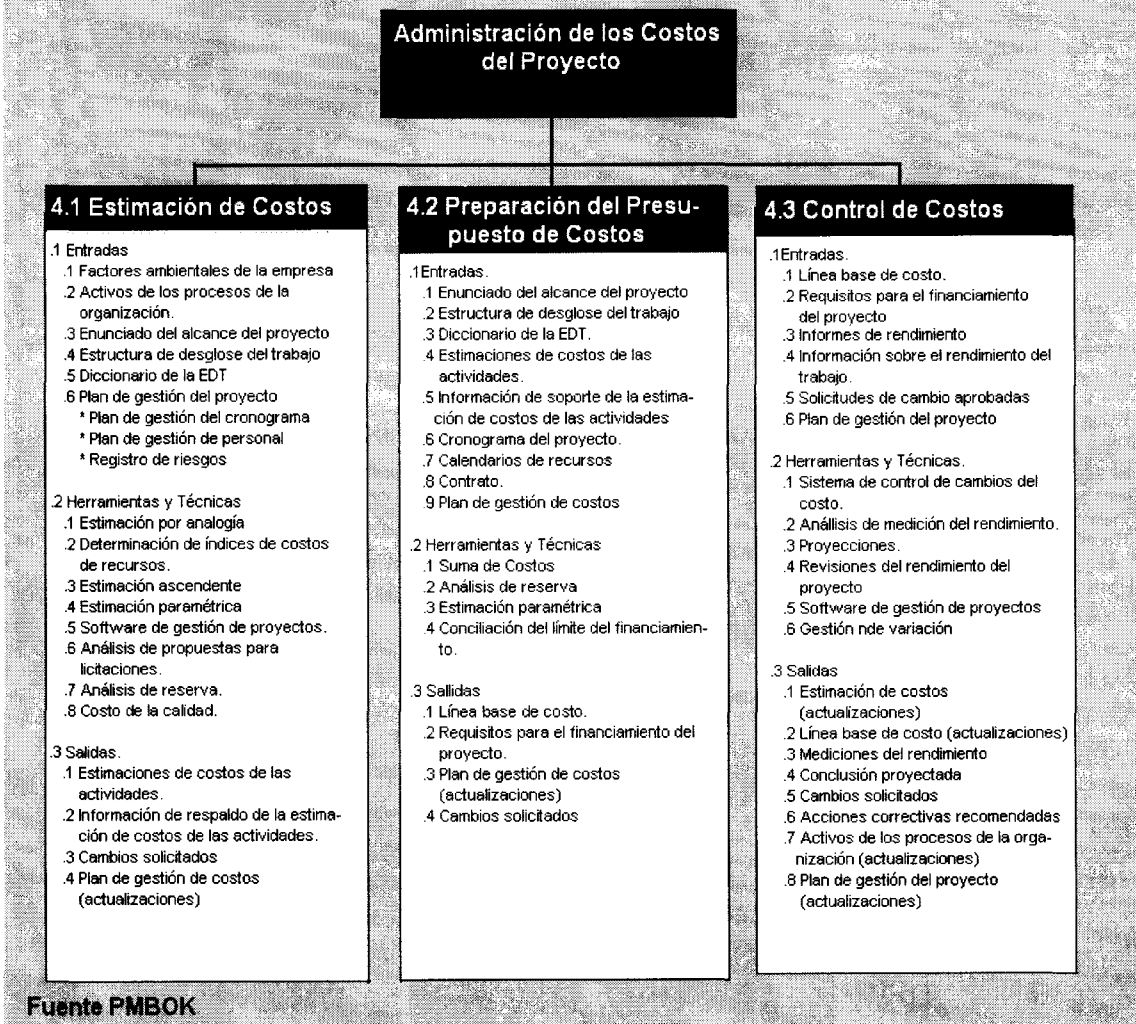 Administración de los Costos
del Proyecto
4.1 Estimación de Costos
.1 Entradas
.1 Factores ambientales de la empresa
.2 Activos de los procesos de la
organización.
.3 Enunciado del alcance del proyecto
.4 Estructura de desglose del trabajo
.5 Diccionario de la EDT
.6 Plan de gestión del proyecto
* Plan de gestión del cronograma
* Plan de gestión de personal
* Registro de riesgos
.2 Herramientas y Técnicas
.1 Estimación por analogía
.2 Determinación de índices de costos
de recursos.
.3 Estimación ascendente
.4 Estimación paramétrica
.5 Software de gestión de proyectos.
.6 Análisis de propuestas para
licitaciones.
.7 Análisis de reserva.
.8 Costo de la calidad.
.3 Salidas.
.1 Estimaciones de costos de las
actividades.
.2 Información de respaldo de la estima-
ción de costos de las actividades.
.3 Cambios solicitados
.4 Plan de gestión de costos
(actualizaciones)
4.2 Preparación del Presu-
puesto de Costos
.1Entradas.
.1 Enunciado del alcance del proyecto
.2 Estructura de desglose del trabajo
.3 Diccionario de la EDT.
.4 Estimaciones de costos de las
actividades.
.5 Información de soporte de la estima-
ción de costos de las actividades
.6 Cronograma del proyecto.
.7 Calendarios de recursos
.8 Contrato.
.9 Plan de gestión de costos
.2 Herramientas y Técnicas
.1 Suma de Costos
.2 Análisis de reserva
.3 Estimación paramétrica
.4 Conciliación del límite del financiamien-
to.
.3 Sallidas
.1 Línea base de costo.
.2 Requisitos para el financiamiento del
proyecto.
.3 Plan de gestión de costos
(actualizaciones)
.4 Cambios solicitados
4.3 Control de Costos
.1Entradas.
.1 Línea base de costo.
.2 Requisitos para el financiamiento
del proyecto
.3 Informes de rendimiento
.4 Información sobre el rendimiento del
trabajo.
.5 Solicitudes de cambio aprobadas
.6 Plan de gestión del proyecto
.2 Herramientas y Técnicas.
.1 Sistema de control de cambios del
costo.
.2 Anállisis de medición del rendimiento.
.3 Proyecciones.
.4 Revisiones del rendimiento del
proyecto
.5 Software de gestión de proyectos
.6 Gestión nde variación
.3 Salidas
.1 Estimación de costos
(actualizaciones)
.2 Línea base de costo (actualizaciones)
.3 Mediciones del rendimiento
.4 Conclusión proyectada
.5 Cambios solicitados
.6 Acciones correctivas recomendadas
.7 Activos de los procesos de la orga-
nización (actualizaciones)
.8 Plan de gestión del proyecto
(actualizaciones)
Fuente PMBOK